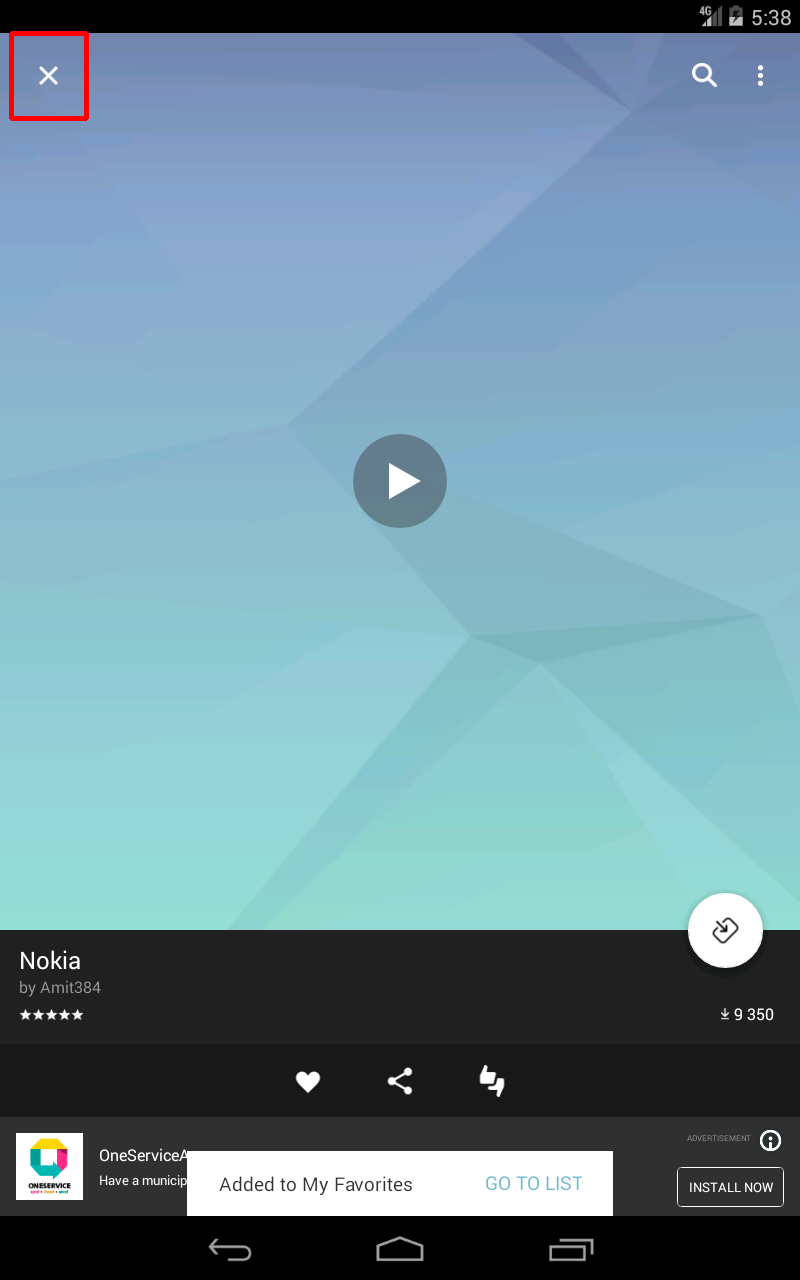 4G 5:38
Nokia
by Amit384
9 350
ADVERTISEMENT
OneServiceA
Have a municip
ONESERVICE
INSTALL NOW
Added to My Favorites
GO TO LIST